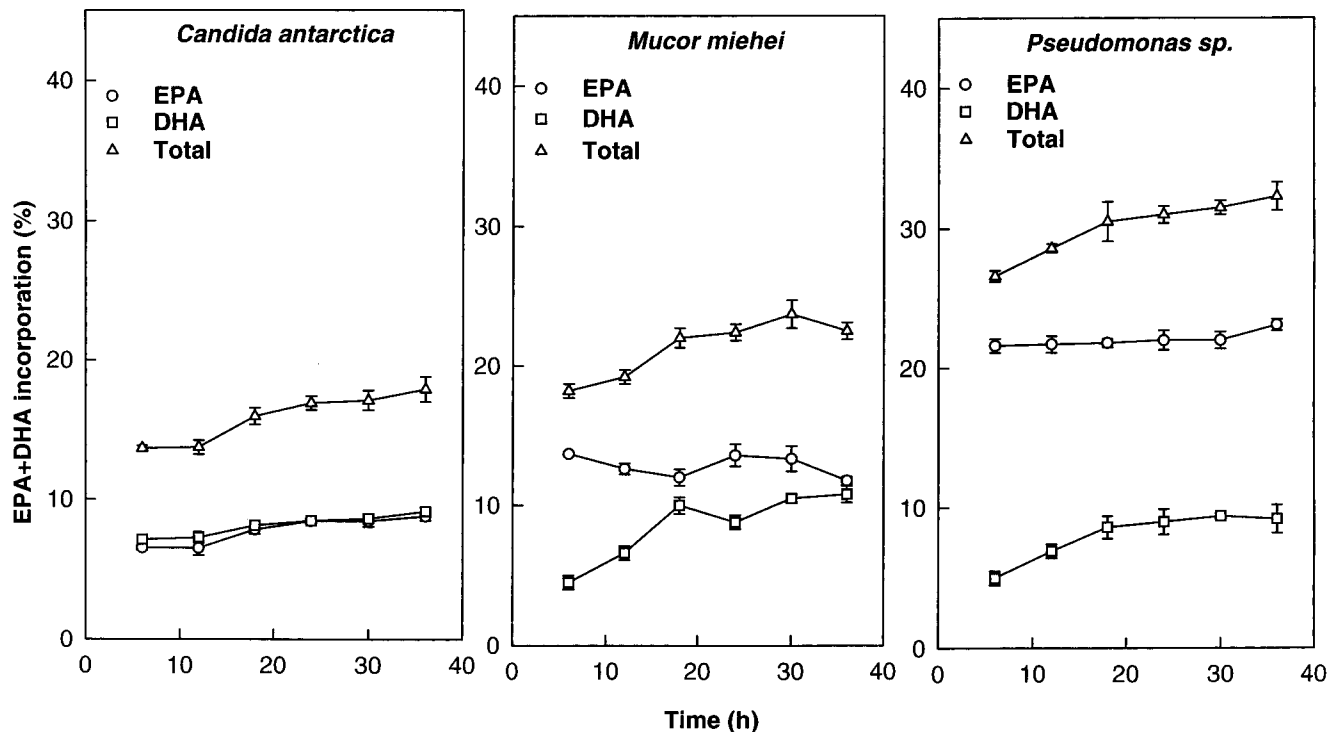 EPA+DHA incorporation (%)
Candida antarctica
EPA
DHA
Total
40
30
20
10
0
0 10 20 30 40
Mucor miehei
EPA
DHA
Total
40
30
20
10
0
0 10 20 30 40
Pseudomonas sp.
EPA
DHA
Total
40
30
20
10
0
0 10 20 30 40
Time (h)